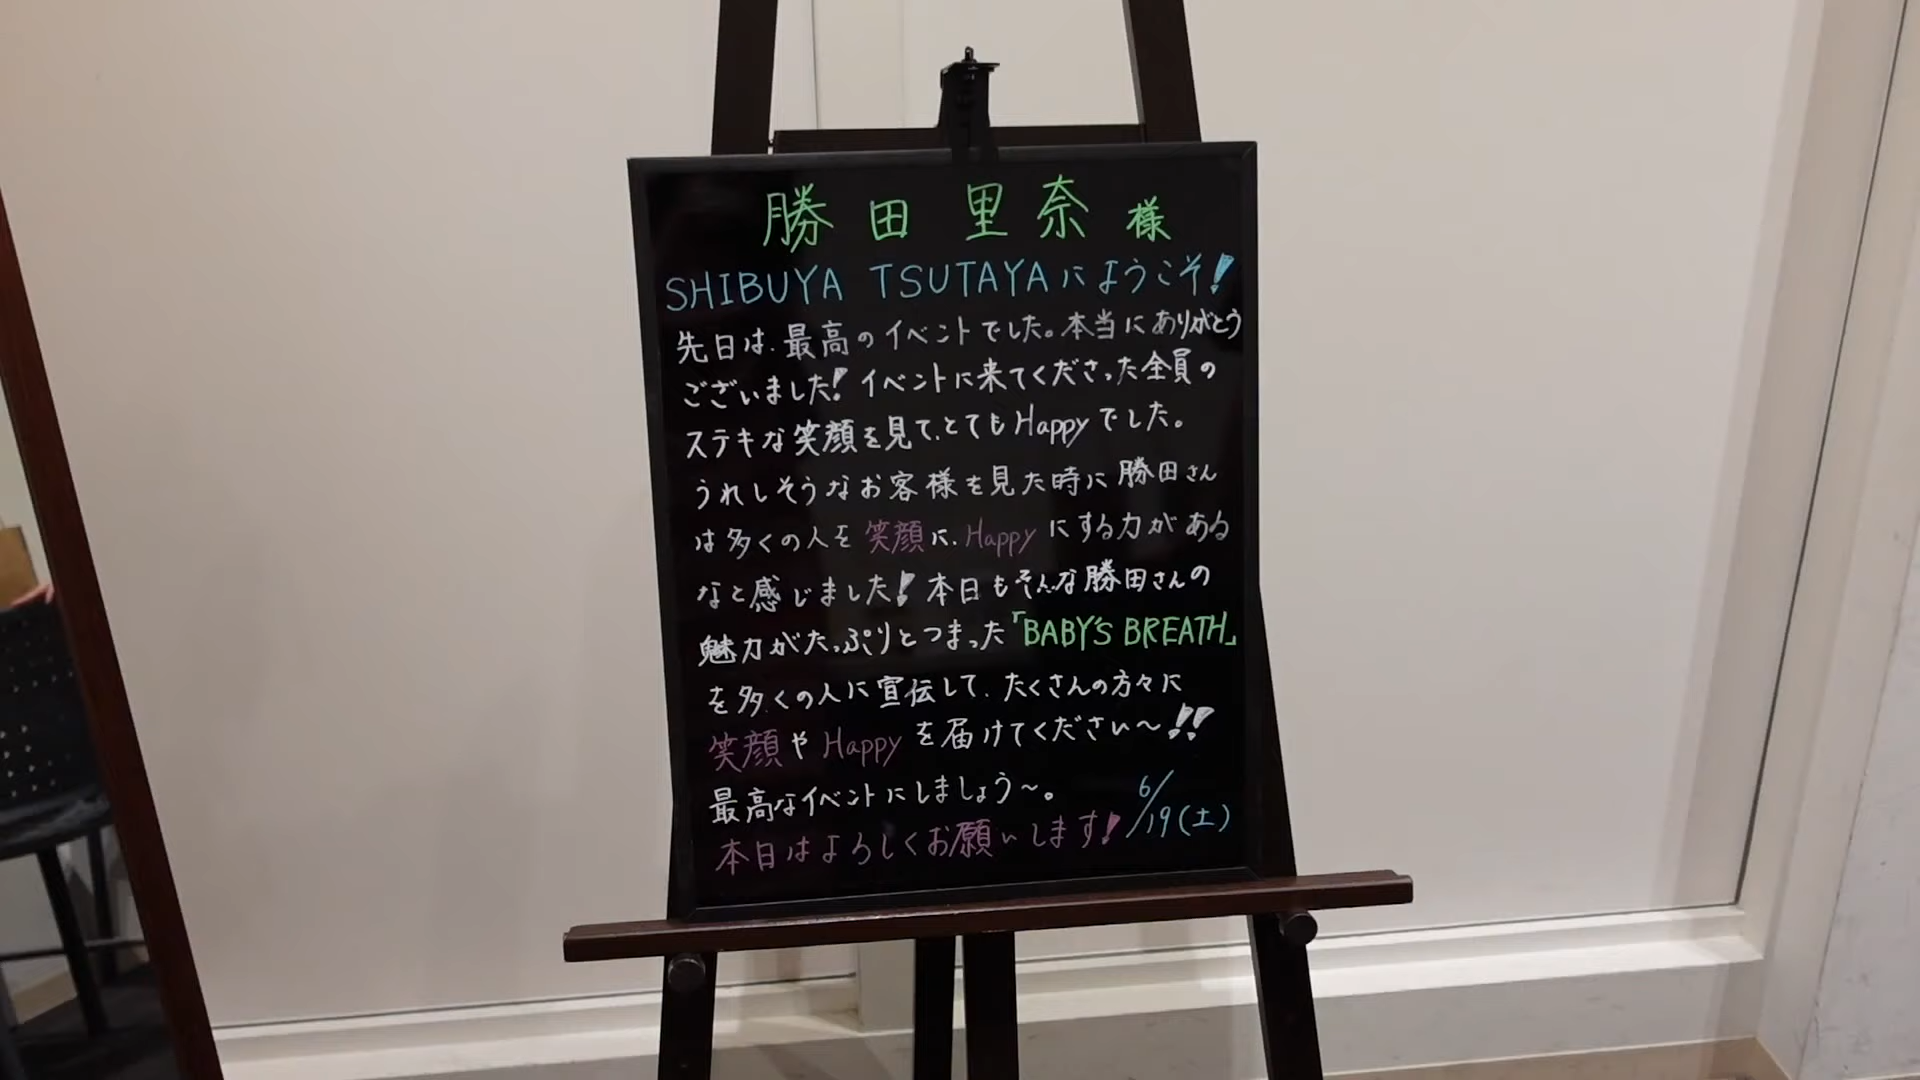 勝田里奈様
SHIBUYA TSUTAYAにようこそ!
先日は、最高のイベントでした。本当にありがとう
ございました!イベントに来てくださった全員の
ステキな笑顔を見て、とてもHappyでした。
うれしそうなお客様を見た時に勝田さん
は多くの人を笑顔に、Happyにする力がある
なと感じました!本日もそんな勝田さんの
魅力がたっぷりとつまった「BABY'S BREATH」
を多くの人に宣伝して、たくさんの方々に
笑顔やHappyを届けてください〜!!
最高なイベントにしましょう〜。
本日はよろしくお願いします! 6/19(土)